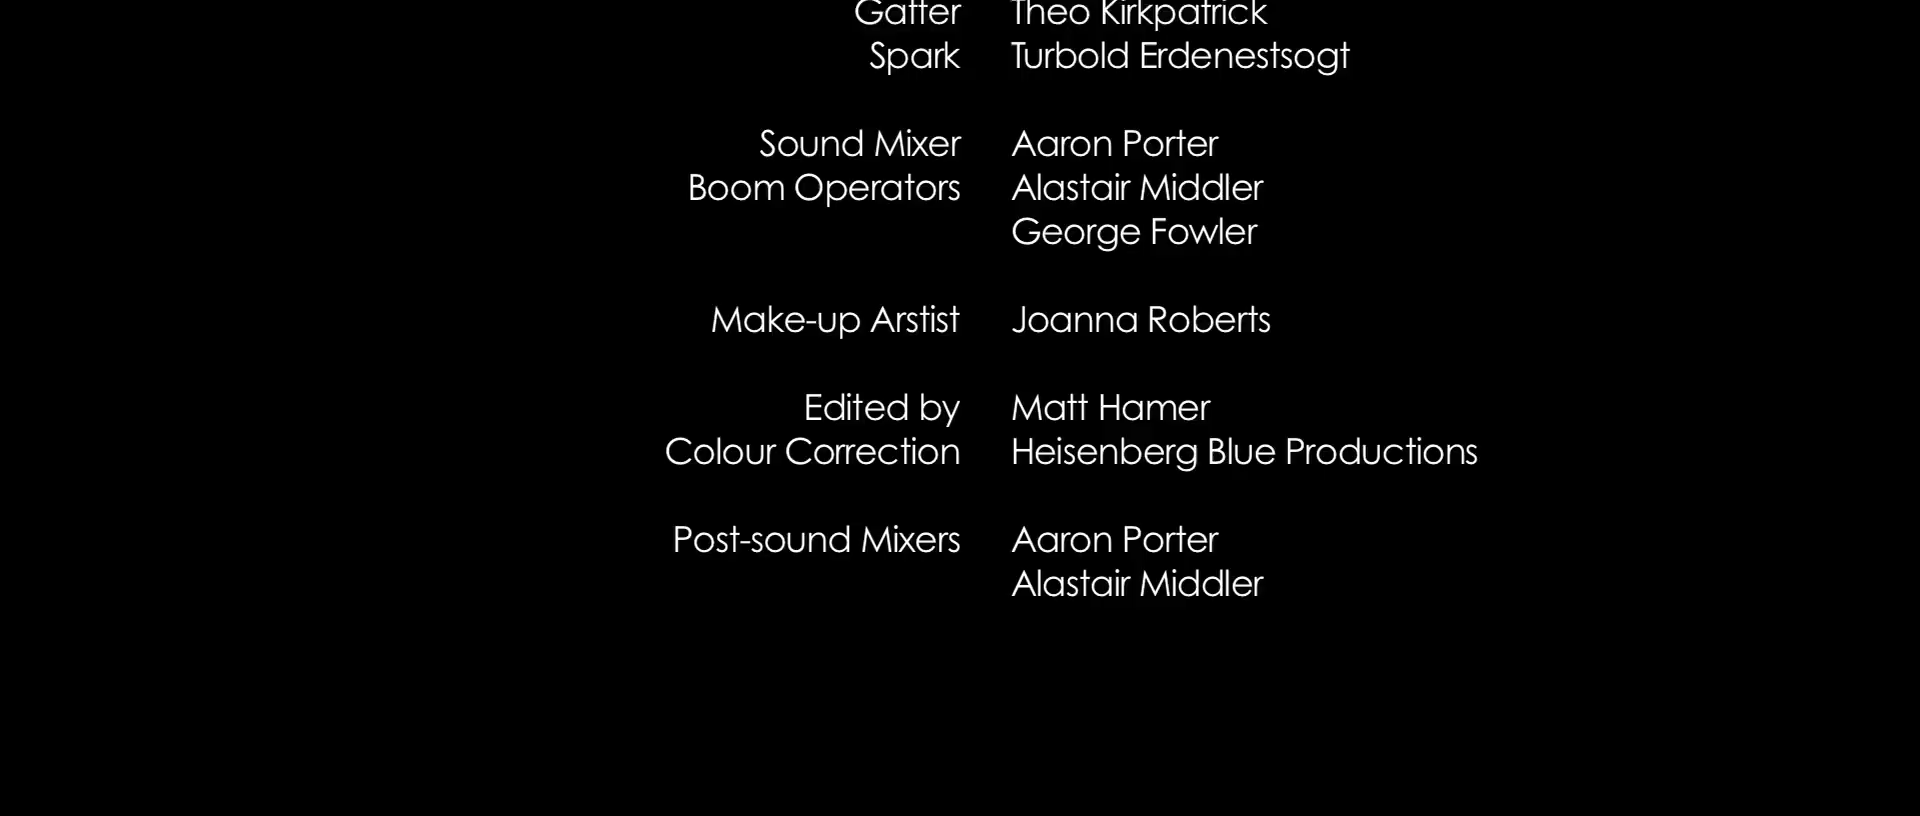 Gaffer Theo Kirkpatrick
Spark Turbold Erdenestsogt
Sound Mixer Aaron Porter
Boom Operators Alastair Middler
George Fowler
Make-up Arstist Joanna Roberts
Edited by Matt Hamer
Colour Correction Heisenberg Blue Productions
Post-sound Mixers Aaron Porter
Alastair Middler